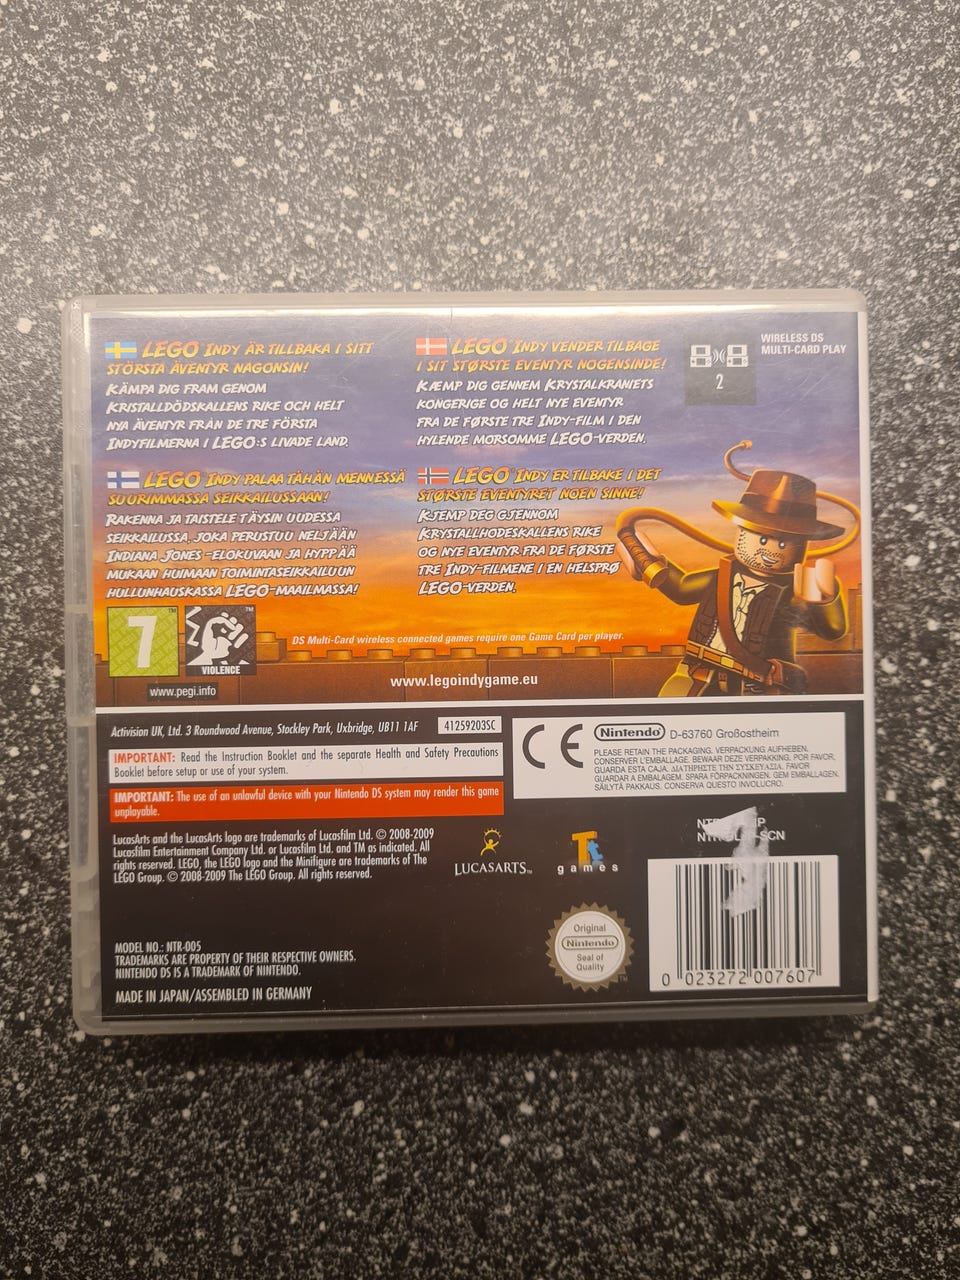 LEGO® INDY ÄR TILLBAKA I SITT
STÖRSTA ÄVENTYR NAGONSIN!
KÄMPA DIG FRAM GENOM
KRISTALLDÖDSKALLENS RIKE OCH HELT
NYA ÄVENTYR FRÅN DE TRE FÖRSTA
INDYFILMERNA I LEGO:S LIVADE LAND.
LEGO® INDY VENDER TILBAGE
I SIT STØRSTE EVENTYR NOGENSINDE!
KÆMP DIG GENNEM KRYSTALKRANIETS
KONGERIGE OG HELT NYE EVENTYR
FRA DE FØRSTE TRE INDY-FILM I DEN
HYLENDE MORSOMME LEGO-VERDEN.
WIRELESS DS
MULTI-CARD PLAY
2
LEGO® INDY PALAA TÄHÄN MENNESSÄ
SUURIMMASSA SEIKKAILUSSAAN!
RAKENNA JA TAISTELE TÄYSIN UUDESSA
SEIKKAILUSSA, JOKA PERUSTUU NELJÄÄN
INDIANA JONES -ELOKUVAAN JA HYPPÄÄ
MUKAAN HUIMAAN TOIMINTASEIKKAILUUN
HULLUNHAUSKASSA LEGO-MAAILMASSA!
LEGO® INDY ER TILBAKE I DET
STØRSTE EVENTYRET NOEN SINNE!
KJEMP DEG GJENNOM
KRYSTALLHODESKALLENS RIKE
OG NYE EVENTYR FRA DE FØRSTE
TRE INDY-FILMENE I EN HELSPRØ
LEGO-VERDEN.
7
VIOLENCE
www.pegi.info
DS Multi-Card wireless connected games require one Game Card per player.
www.legoindygame.eu
Activision UK, Ltd. 3 Roundwood Avenue, Stockley Park, Uxbridge, UB11 1AF
41259203SC
IMPORTANT: Read the Instruction Booklet and the separate Health and Safety Precautions
Booklet before setup or use of your system.
IMPORTANT: The use of an unlawful device with your Nintendo DS system may render this game
unplayable.
CE
Nintendo D-63760 Großostheim
PLEASE RETAIN THE PACKAGING. VERPACKUNG AUFHEBEN.
CONSERVER L'EMBALLAGE. BEWAAR DEZE VERPAKKING. POR FAVOR,
GUARDA ESTA CAJA. ΔΙΑΤΗΡΗΣΤΕ ΤΗΝ ΣΥΣΚΕΥΑΣΙΑ. FAVOR
GUARDAR A EMBALAGEM. SPARA FÖRPACKNINGEN. GEM EMBALLAGEN.
SÄILYTÄ PAKKAUS. CONSERVA QUESTO INVOLUCRO.
LucasArts and the LucasArts logo are trademarks of Lucasfilm Ltd. © 2008-2009
Lucasfilm Entertainment Company Ltd. or Lucasfilm Ltd. and TM as indicated. All
rights reserved. LEGO, the LEGO logo and the Minifigure are trademarks of The
LEGO Group. © 2008-2009 The LEGO Group. All rights reserved.
LUCASARTS™
Tt
games
MODEL NO.: NTR-005
TRADEMARKS ARE PROPERTY OF THEIR RESPECTIVE OWNERS.
NINTENDO DS IS A TRADEMARK OF NINTENDO.
MADE IN JAPAN/ASSEMBLED IN GERMANY
Original
Nintendo
Seal of
Quality
0 023272 007607